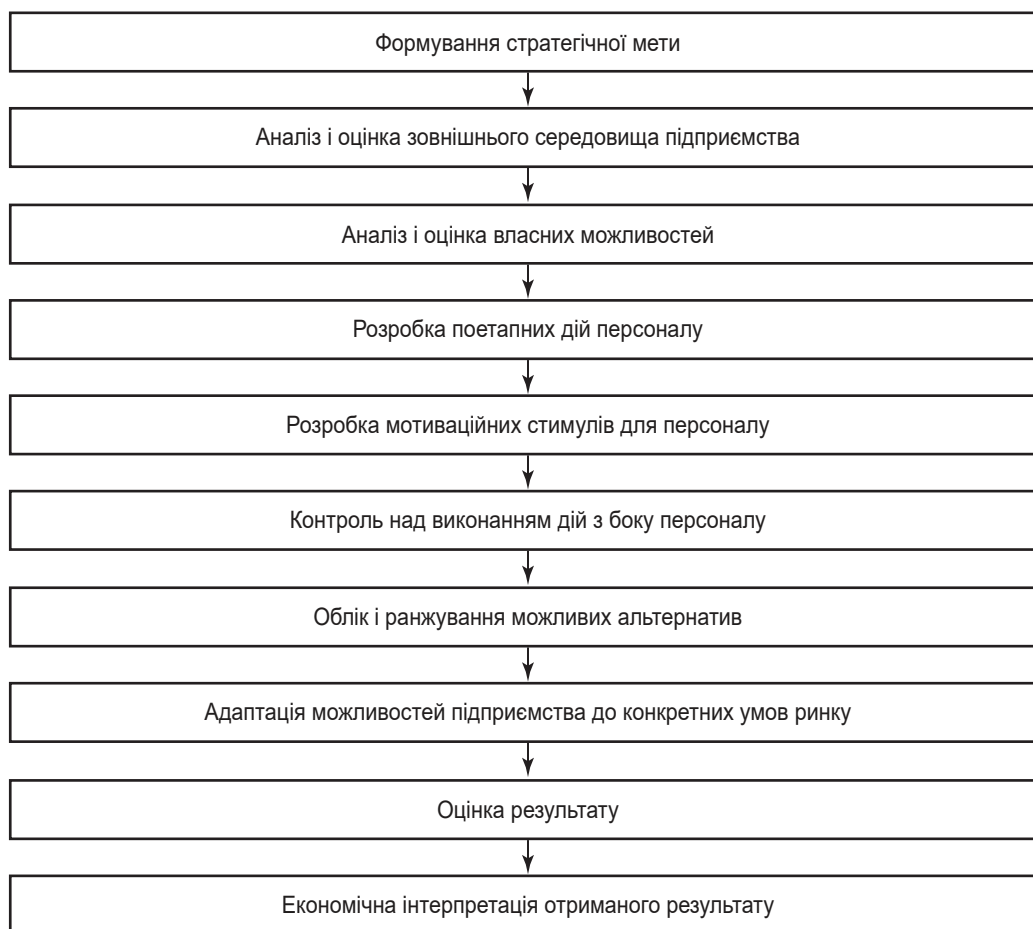 Формування стратегічної мети
Аналіз і оцінка зовнішнього середовища підприємства
Аналіз і оцінка власних можливостей
Розробка поетапних дій персоналу
Розробка мотиваційних стимулів для персоналу
Контроль над виконанням дій з боку персоналу
Облік і ранжування можливих альтернатив
Адаптація можливостей підприємства до конкретних умов ринку
Оцінка результату
Економічна інтерпретація отриманого результату